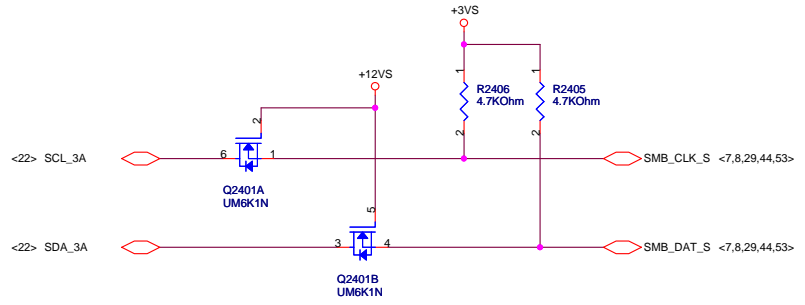 +3VS
+12VS
1 1
R2406 R2405
4.7KOhm 4.7KOhm
2 2
2
<22> SCL_3A 6 1 SMB_CLK_S <7,8,29,44,53>
Q2401A
UM6K1N
5
<22> SDA_3A 3 4 SMB_DAT_S <7,8,29,44,53>
Q2401B
UM6K1N